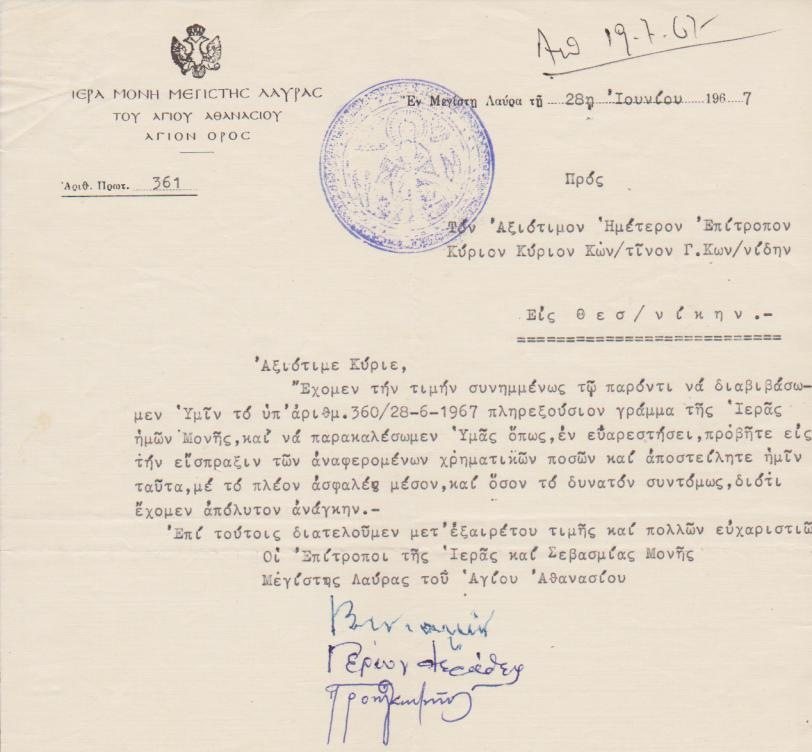 19-7-67
ΙΕΡΑ ΜΟΝΗ ΜΕΓΙΣΤΗΣ ΛΑΥΡΑΣ
ΤΟΥ ΑΓΙΟΥ ΑΘΑΝΑΣΙΟΥ
ΑΓΙΟΝ ΟΡΟΣ
Ἐν Μεγίστῃ Λαύρα τῇ 28η Ἰουνίου 1967
Ἀριθ. Πρωτ. 361
Πρός
Τόν Ἀξιότιμον Ἡμέτερον Ἐπίτροπον
Κύριον Κύριον Κὠν/τῖνον Γ.Κων/νίδην
Εἰς Θ ε σ / ν ί κ η ν .-
Ἀξιότιμε Κύριε,
Ἔχομεν τήν τιμήν συνημμένως τῷ παρόντι νά διαβιβάσω-
μεν Ὑμῖν τό ὑπ'ἀριθμ.360/28-6-1967 πληρεξούσιον γράμμα τῆς Ἱερᾶς
ἡμῶν Μονῆς,καί νά παρακαλέσωμεν Ὑμᾶς ὅπως,ἐν εὐαρεστήσει,πρόβῆτε εἰς
τήν εἴσπραξιν τῶν ἀναφερομένων χρηματικῶν ποσῶν καί ἀποστείλητε ἡμῖν
ταῦτα,μέ τό πλέον ἀσφαλές μέσον,καί ὅσον τό δυνατόν συντόμως,διότι
ἔχομεν ἀπόλυτον ἀνάγκην.-
Ἐπί τούτοις διατελοῦμεν μετ'ἐξαιρέτου τιμῆς καί πολλῶν εὐχαριστιῶ
Οἱ Ἐπίτροποι τῆς Ἱερᾶς καί Σεβασμίας Μονῆς
Μεγίστης Λαύρας τοῦ Ἁγίου Ἀθανασίου